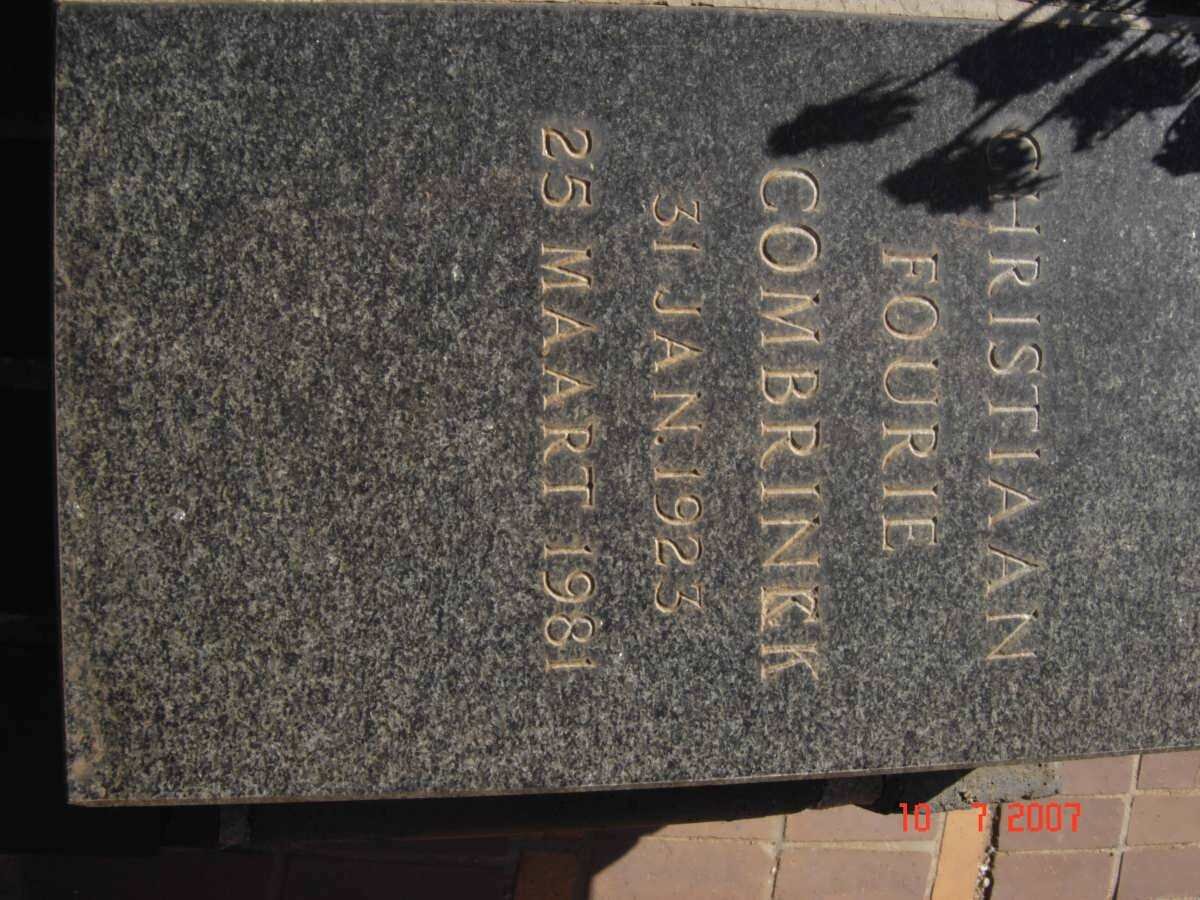 CHRISTIAAN
FOURIE
COMBRINKK
31 JAN. 1923
25 MAART 1981
10 7 2007